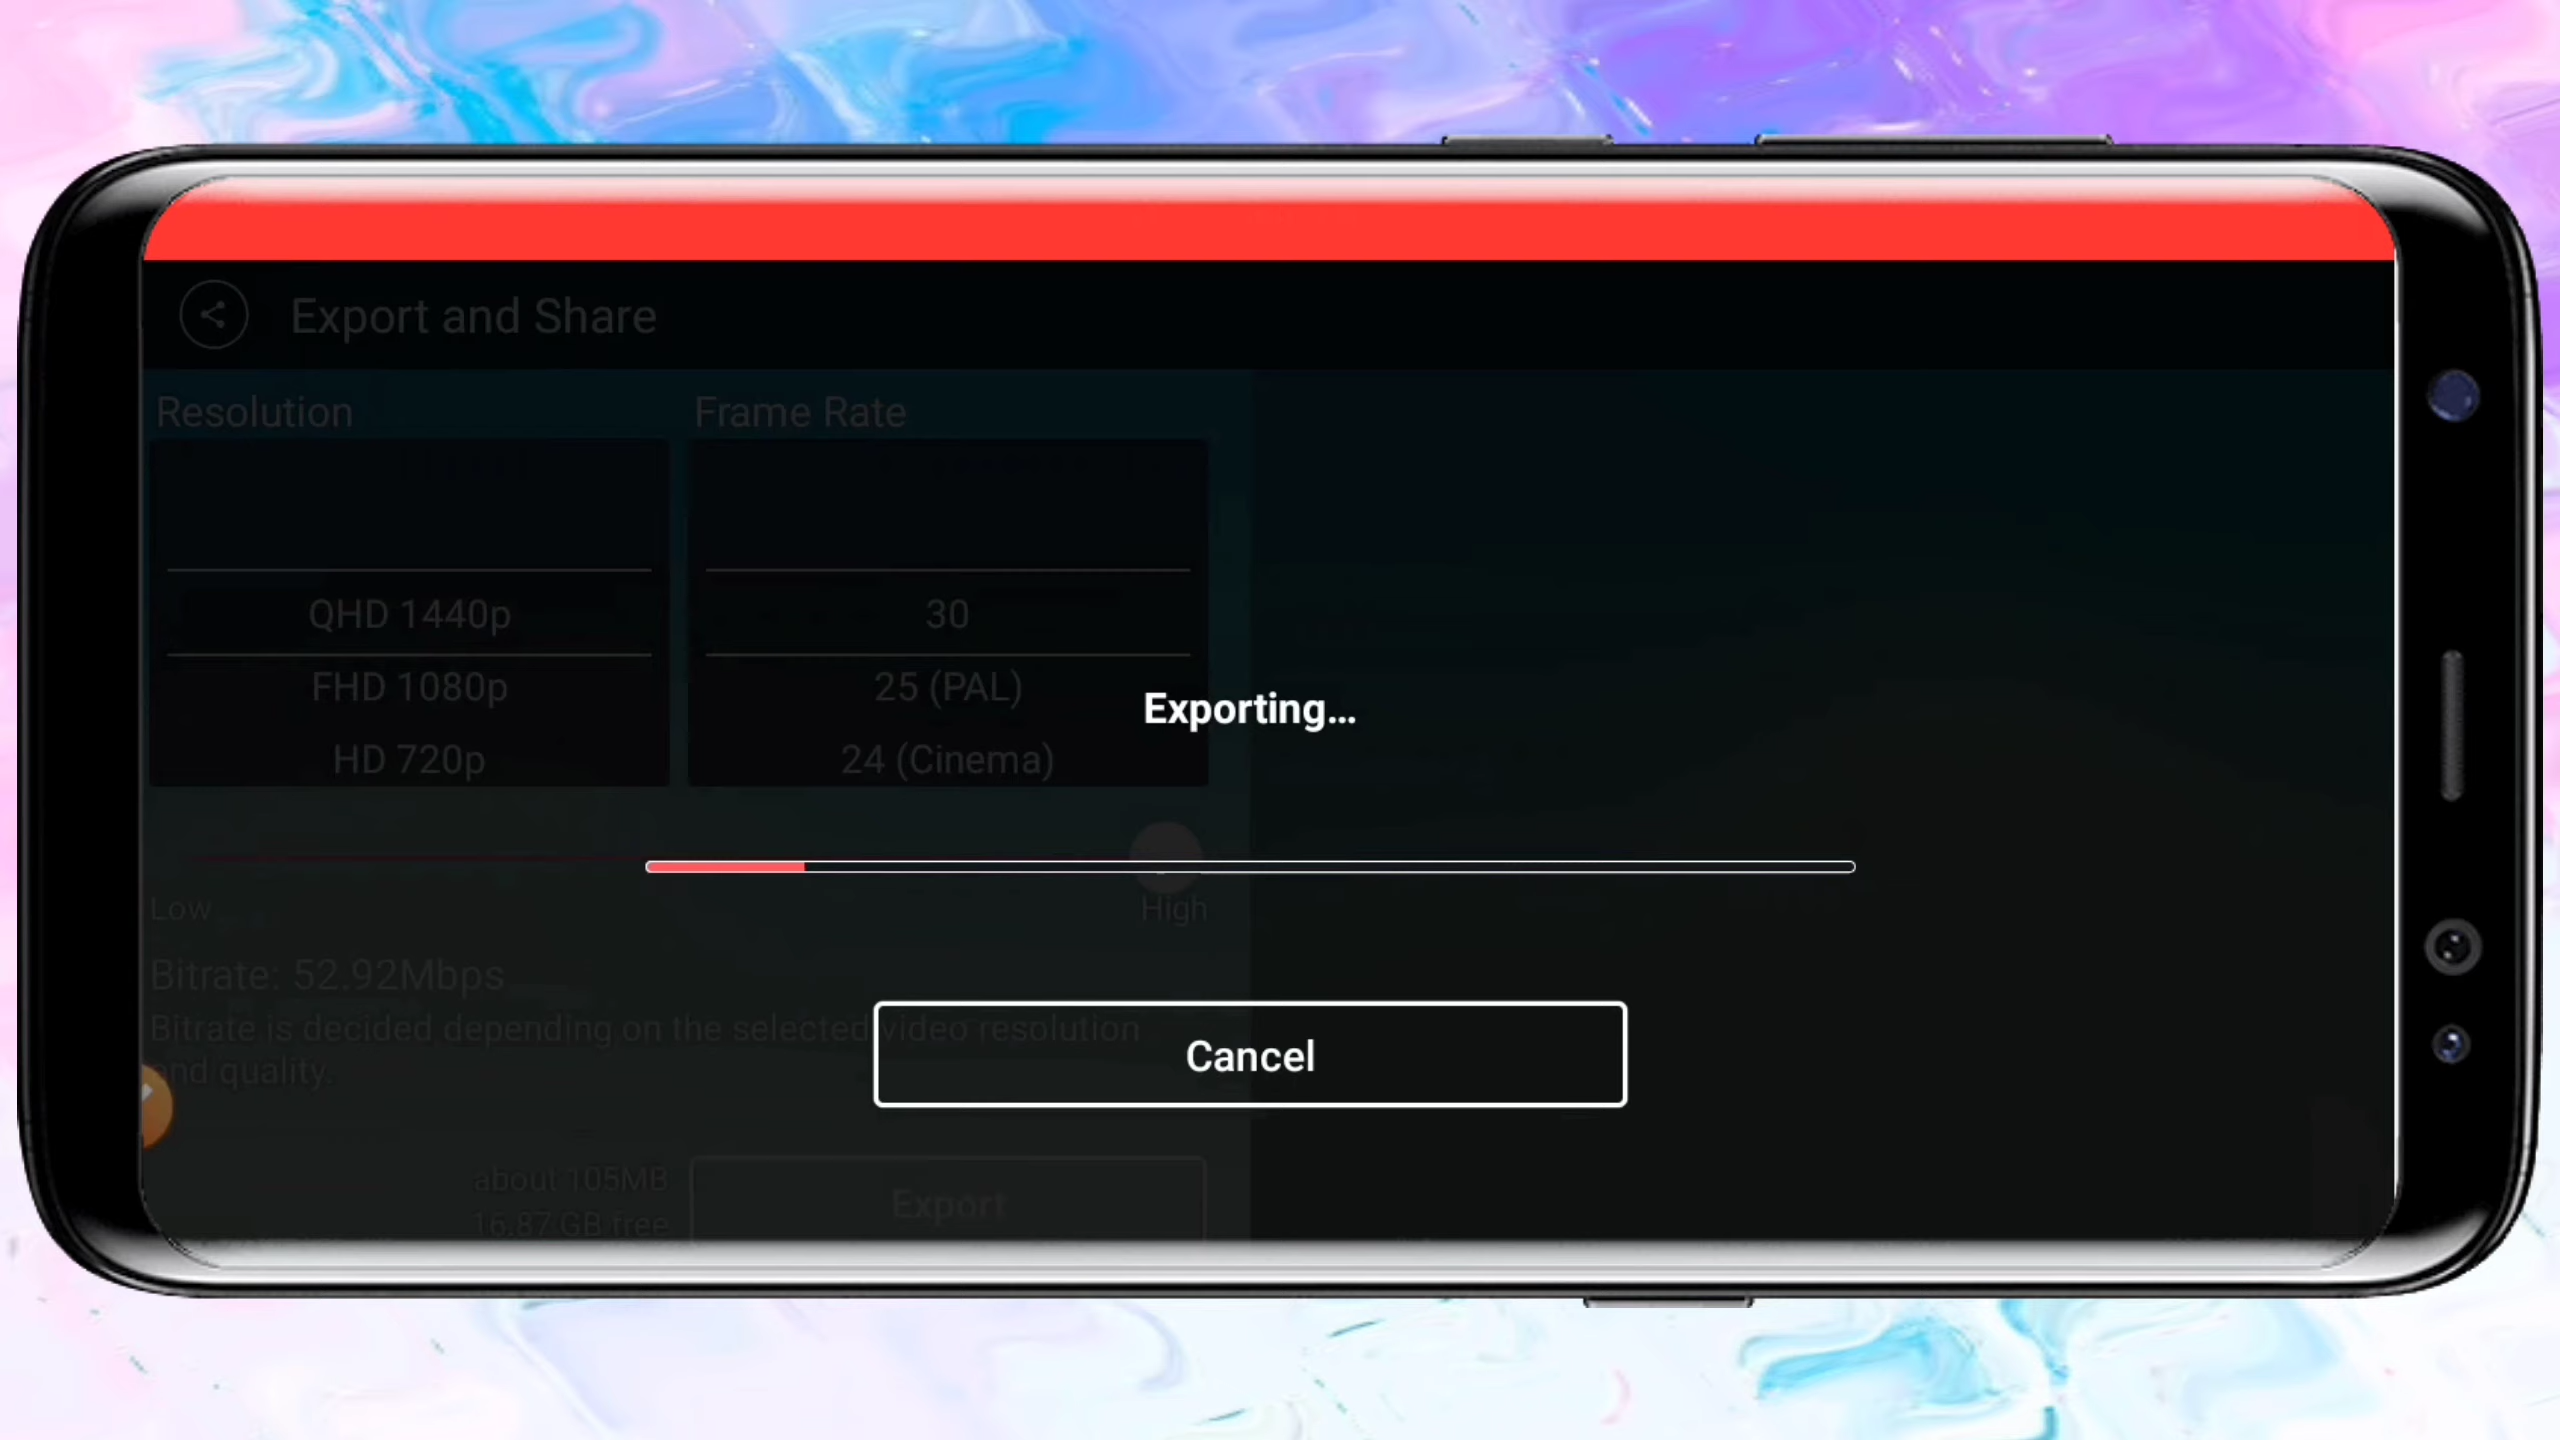 Export and Share
Resolution
Frame Rate
QHD 1440p
30
FHD 1080p
25 (PAL)
HD 720p
24 (Cinema)
Exporting...
Low
High
Bitrate: 52.92Mbps
Bitrate is decided depending on the selected video resolution
and quality.
Cancel
about 105MB
16.87 GB free
Export